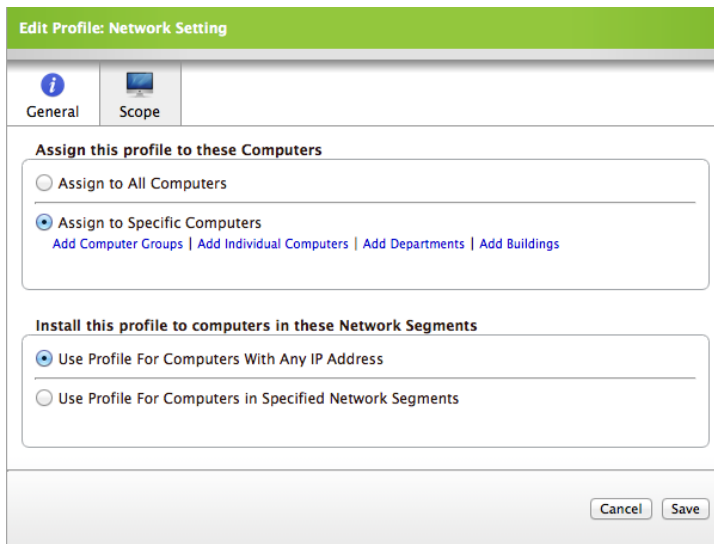 Edit Profile: Network Setting
General
Scope
Assign this profile to these Computers
Assign to All Computers
Assign to Specific Computers
Add Computer Groups | Add Individual Computers | Add Departments | Add Buildings
Install this profile to computers in these Network Segments
Use Profile For Computers With Any IP Address
Use Profile For Computers in Specified Network Segments
Cancel Save